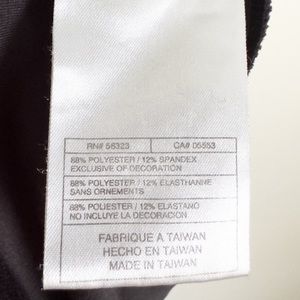 RN# 56323 CA# 05553
88% POLYESTER / 12% SPANDEX
EXCLUSIVE OF DECORATION
88% POLYESTER / 12% ELASTHANNE
SANS ORNEMENTS
88% POLIESTER / 12% ELASTANO
NO INCLUYE LA DECORACION
FABRIQUE A TAIWAN
HECHO EN TAIWAN
MADE IN TAIWAN